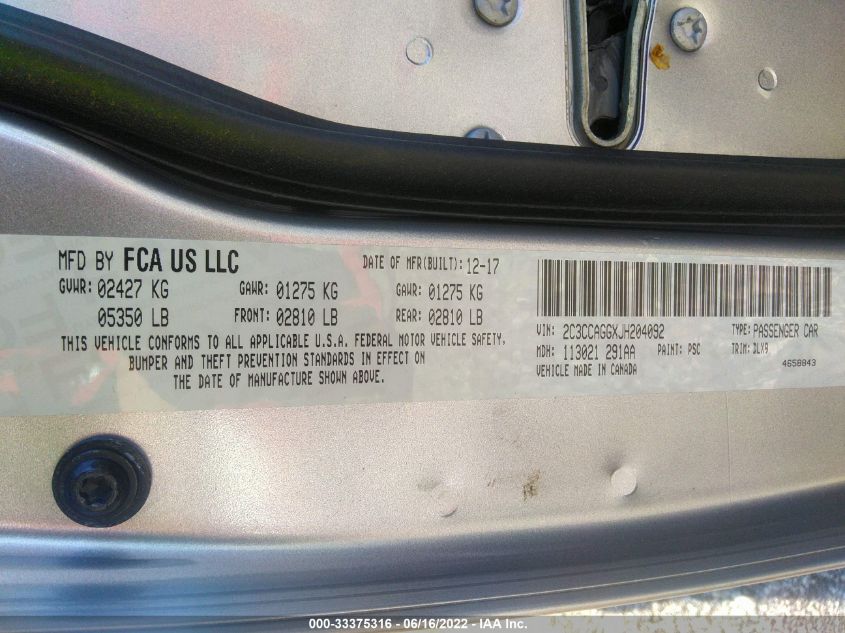 MFD BY FCA US LLC
DATE OF MFR(BUILT): 12-17
GVWR: 02427 KG GAWR: 01275 KG GAWR: 01275 KG
05350 LB FRONT: 02810 LB REAR: 02810 LB
THIS VEHICLE CONFORMS TO ALL APPLICABLE U.S.A. FEDERAL MOTOR VEHICLE SAFETY,
BUMPER AND THEFT PREVENTION STANDARDS IN EFFECT ON
THE DATE OF MANUFACTURE SHOWN ABOVE.
VIN: 2C3CCAGGXJH204092 TYPE: PASSENGER CAR
MDH: 113021 291AA PAINT: PSC TRIM: DLX9
VEHICLE MADE IN CANADA 4658843
000-33375316 - 06/16/2022 - IAA Inc.